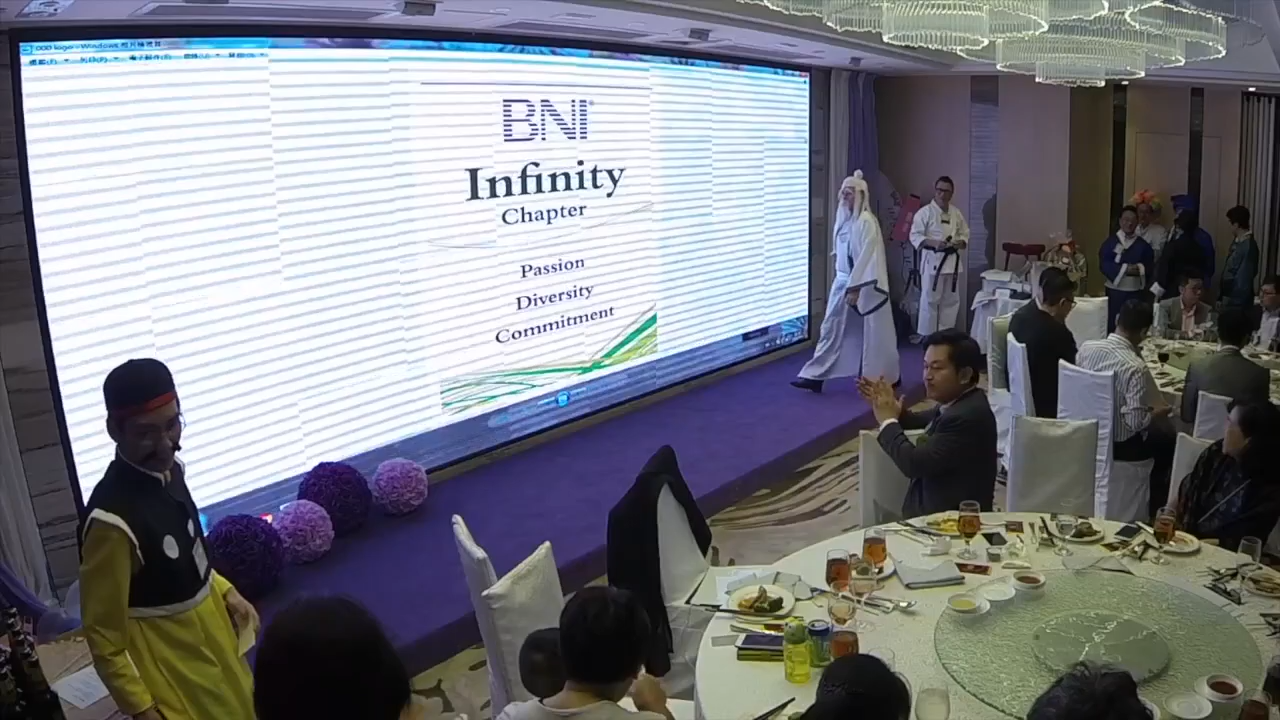 BNI®
Infinity
Chapter
Passion
Diversity
Commitment